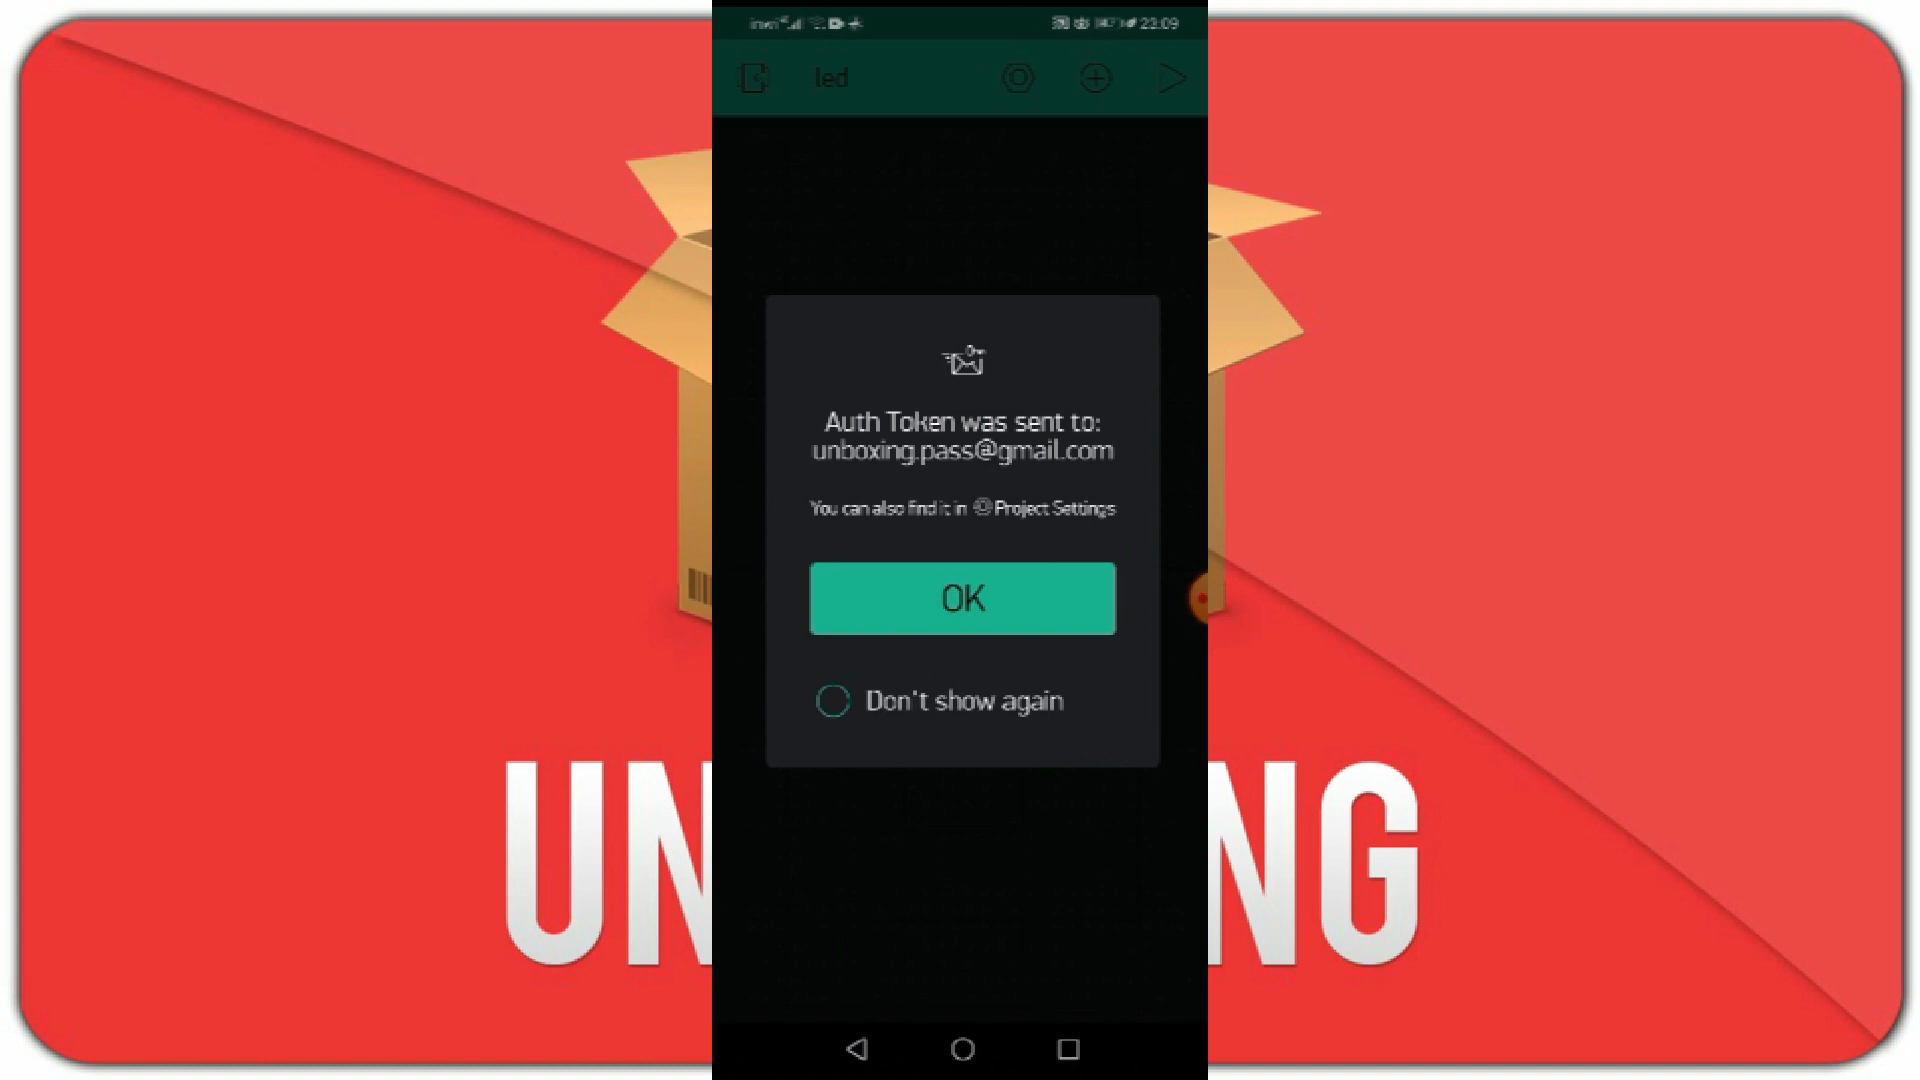 22:09
led
Auth Token was sent to:
unboxing.pass@gmail.com
You can also find it in Project Settings
OK
Don't show again
UN NG